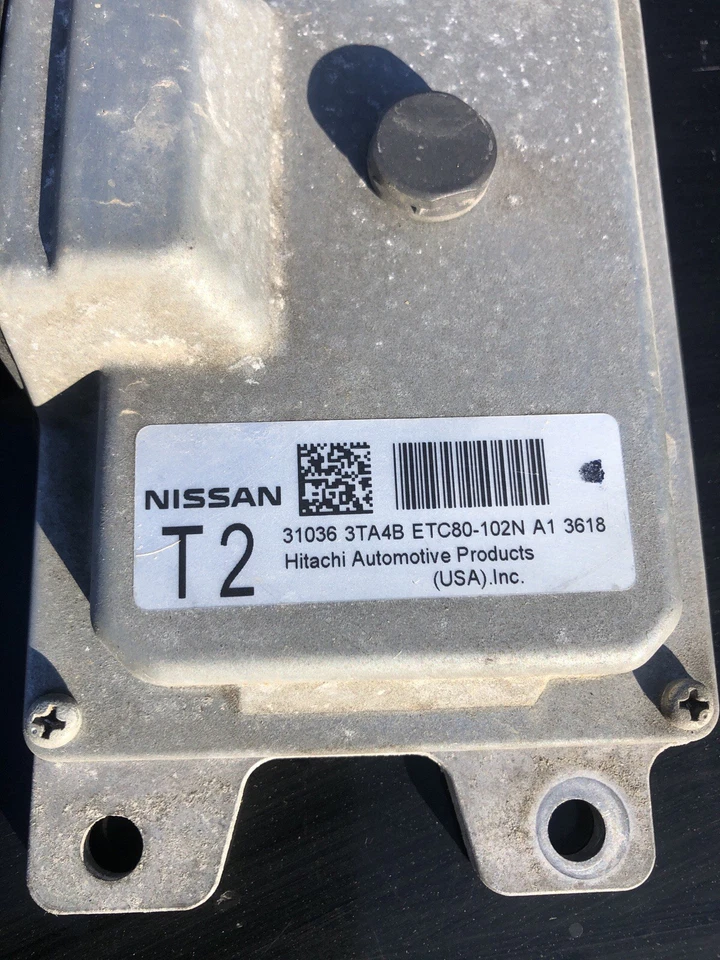 NISSAN
T2
31036 3TA4B ETC80-102N A1 3618
Hitachi Automotive Products
(USA).Inc.